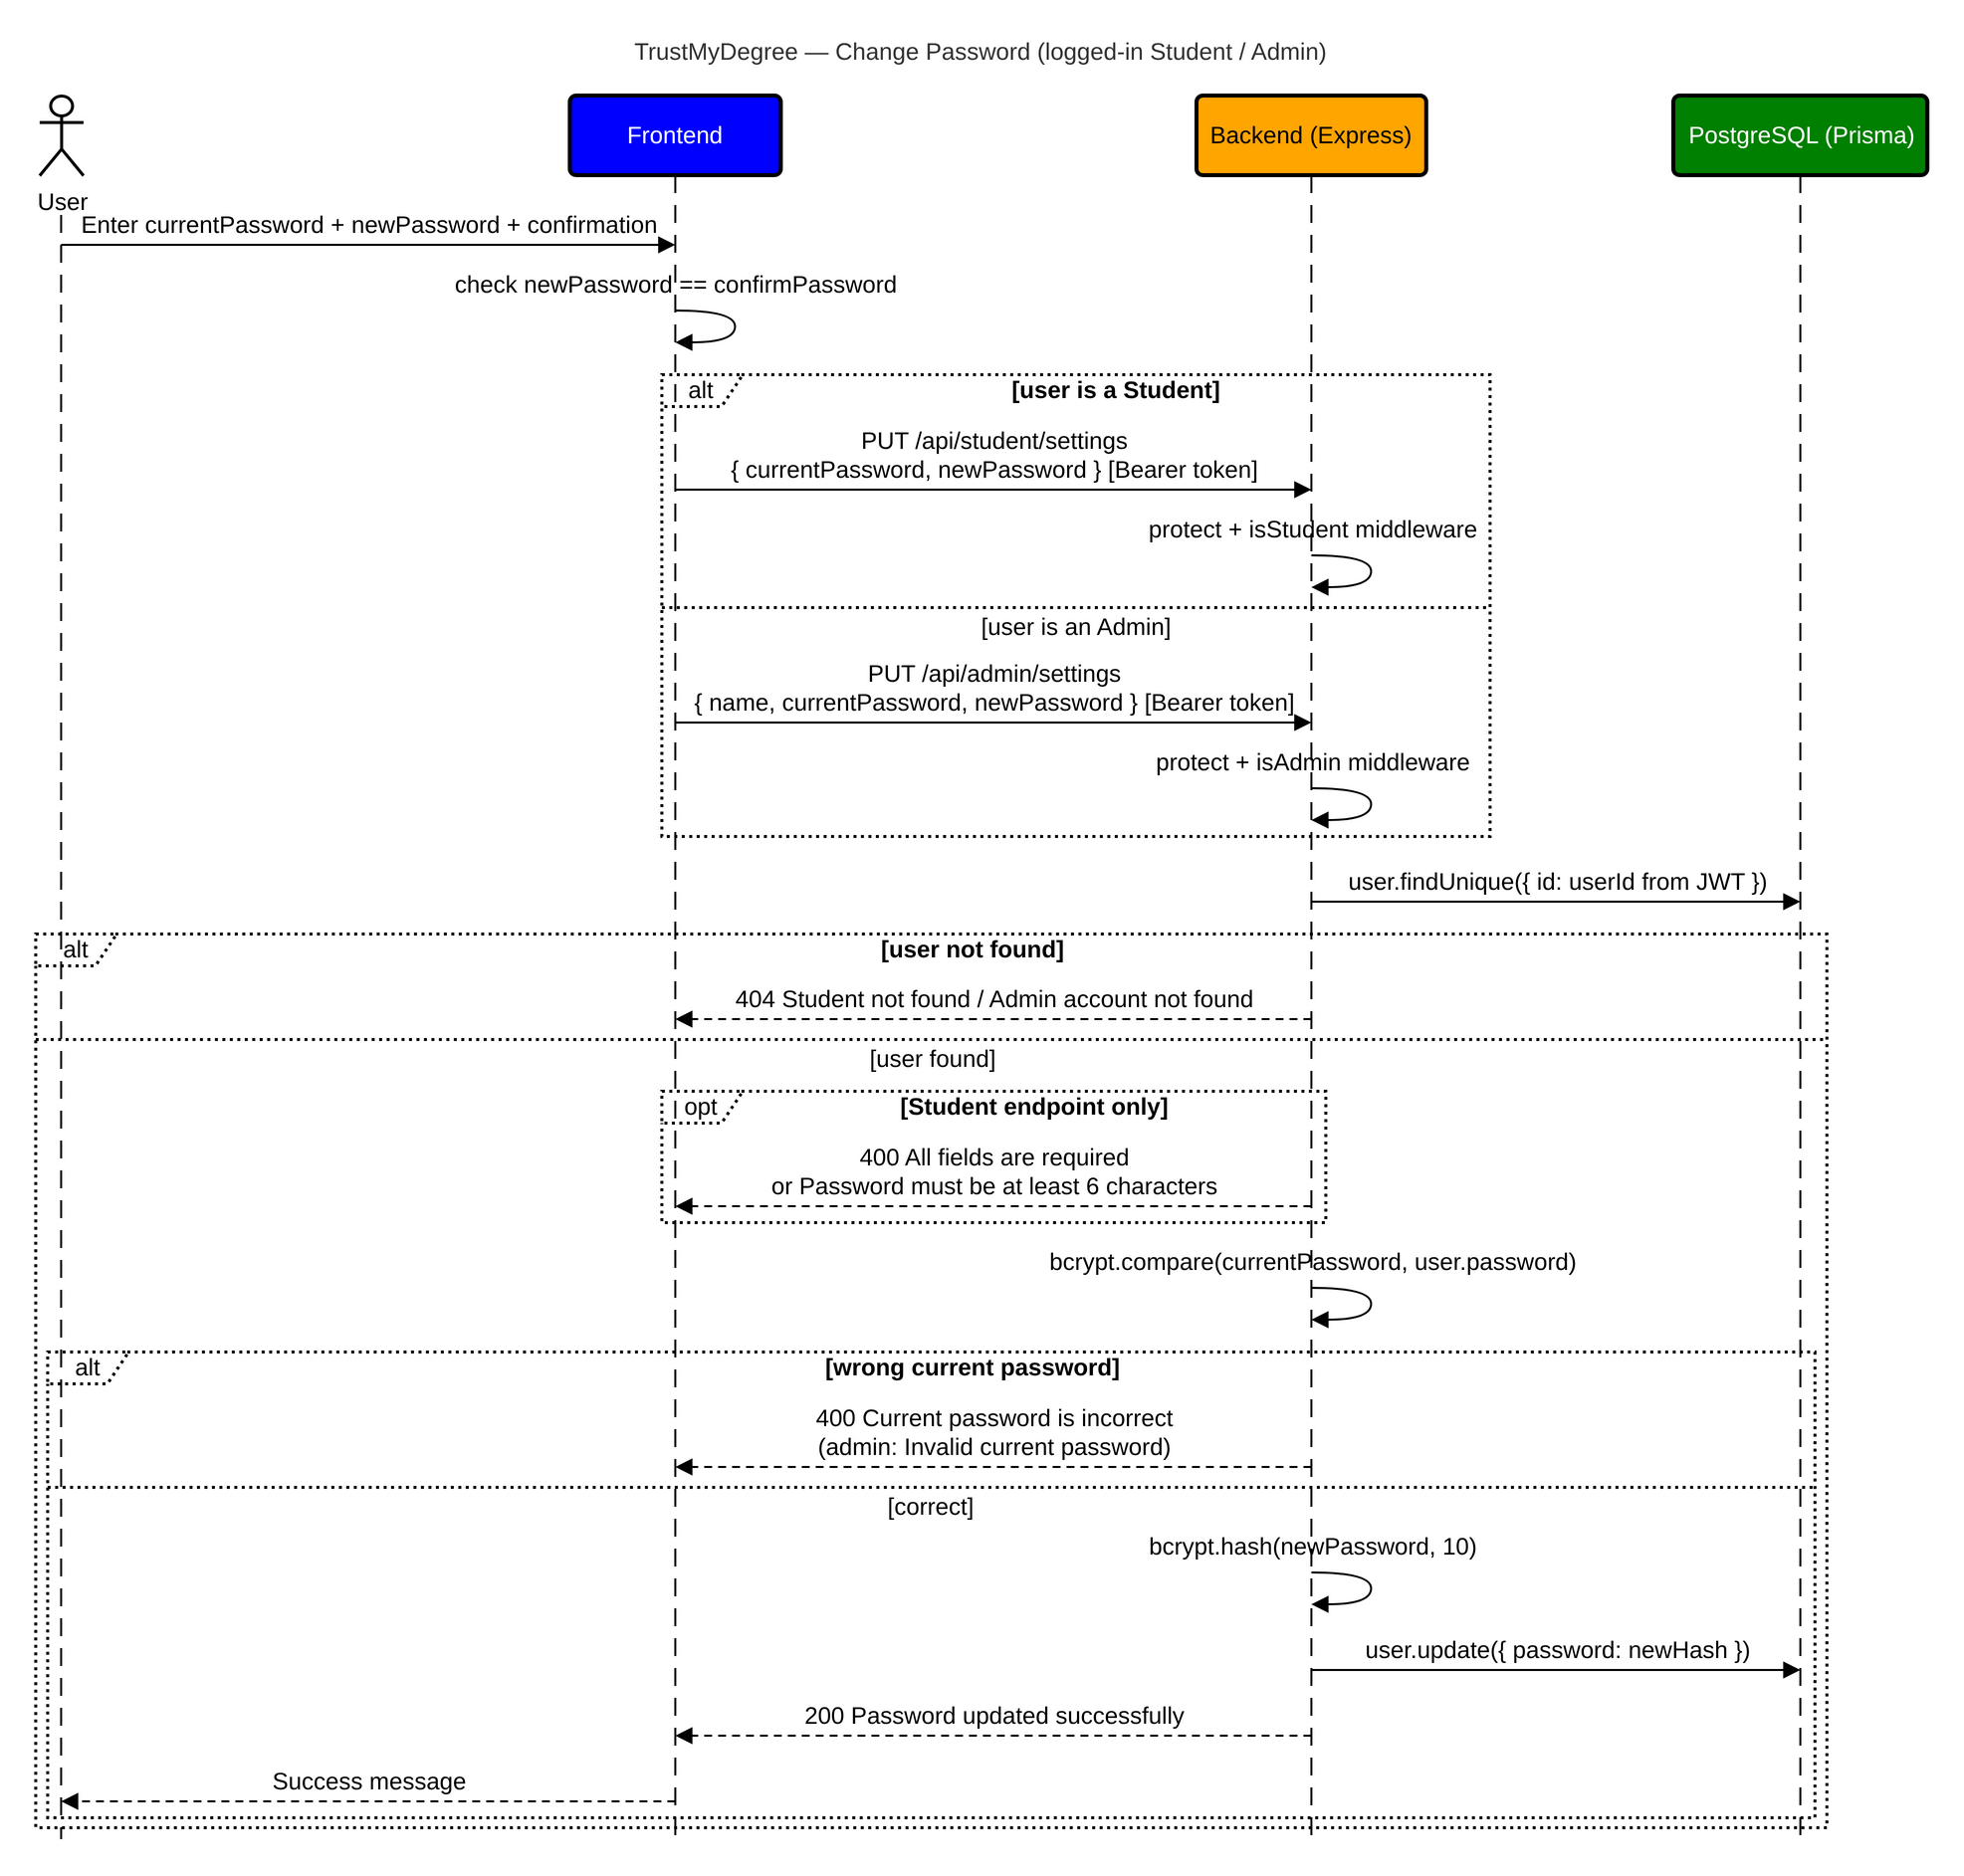 TrustMyDegree — Change Password (logged-in Student / Admin)
User
Frontend
Backend (Express)
PostgreSQL (Prisma)
Enter currentPassword + newPassword + confirmation
check newPassword == confirmPassword
alt
[user is a Student]
PUT /api/student/settings
{ currentPassword, newPassword } [Bearer token]
protect + isStudent middleware
[user is an Admin]
PUT /api/admin/settings
{ name, currentPassword, newPassword } [Bearer token]
protect + isAdmin middleware
user.findUnique({ id: userId from JWT })
alt
[user not found]
404 Student not found / Admin account not found
[user found]
opt
[Student endpoint only]
400 All fields are required
or Password must be at least 6 characters
bcrypt.compare(currentPassword, user.password)
alt
[wrong current password]
400 Current password is incorrect
(admin: Invalid current password)
[correct]
bcrypt.hash(newPassword, 10)
user.update({ password: newHash })
200 Password updated successfully
Success message